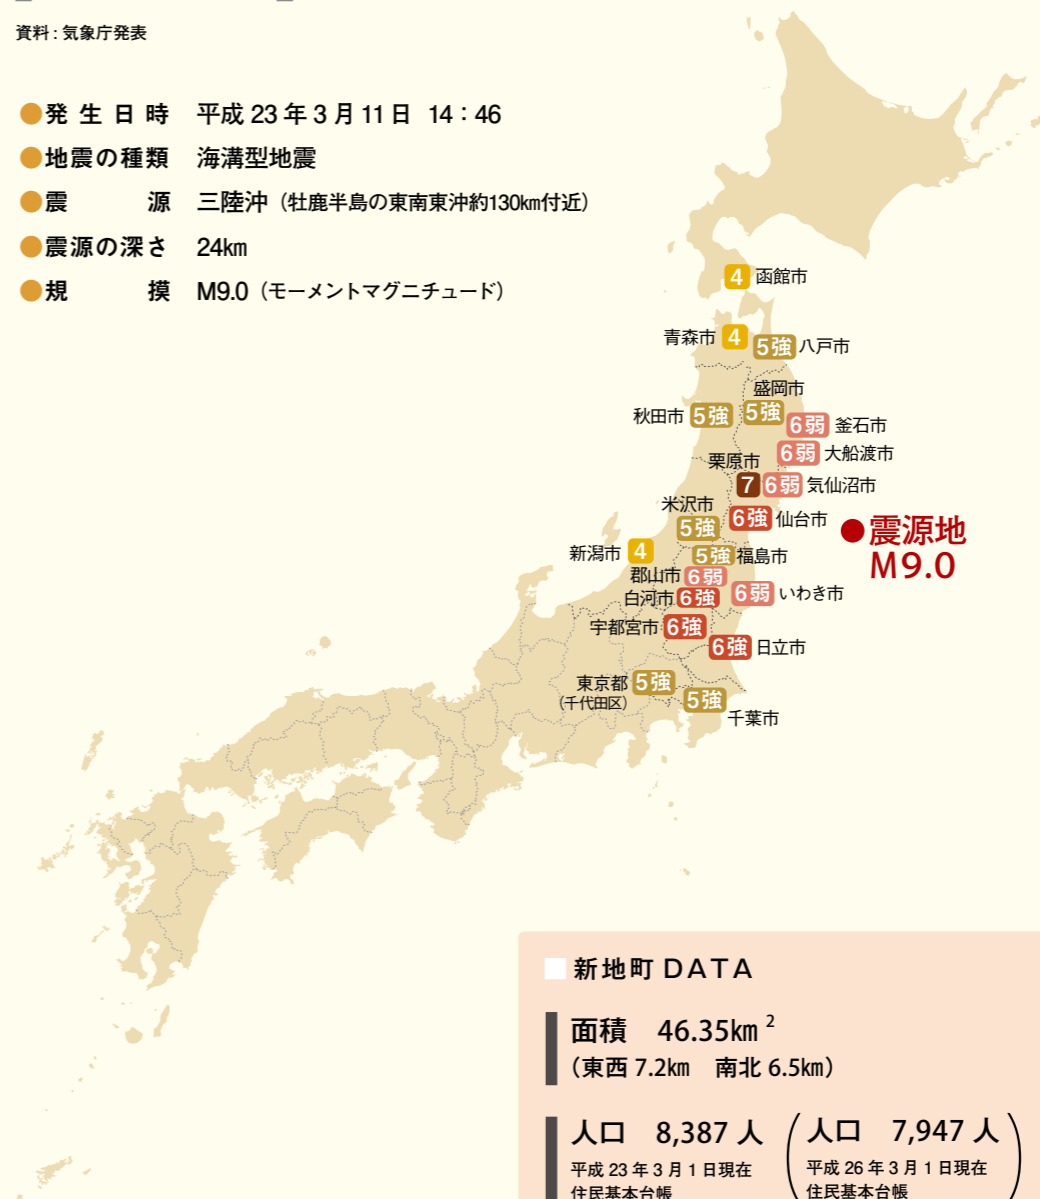 資料：気象庁発表
●発生日時 平成23年3月11日 14：46
●地震の種類 海溝型地震
●震源 三陸沖（牡鹿半島の東南東沖約130㎞付近）
●震源の深さ 24㎞
●規摸 M9.0（モーメントマグニチュード）
4 函館市
青森市 4
5強 八戸市
盛岡市
秋田市 5強 5強
6弱 釜石市
6弱 大船渡市
栗原市
7 6弱 気仙沼市
米沢市
5強
6強 仙台市
●震源地
M9.0
新潟市 4
5強 福島市
郡山市 6弱
白河市 6強
6弱 いわき市
宇都宮市 6強
6強 日立市
東京都 5強
（千代田区）
5強
千葉市
新地町 DATA
面積 46.35㎞²
（東西 7.2㎞ 南北 6.5㎞）
人口 8,387人
平成23年3月1日現在
住民基本台帳
（人口 7,947人）
平成26年3月1日現在
住民基本台帳